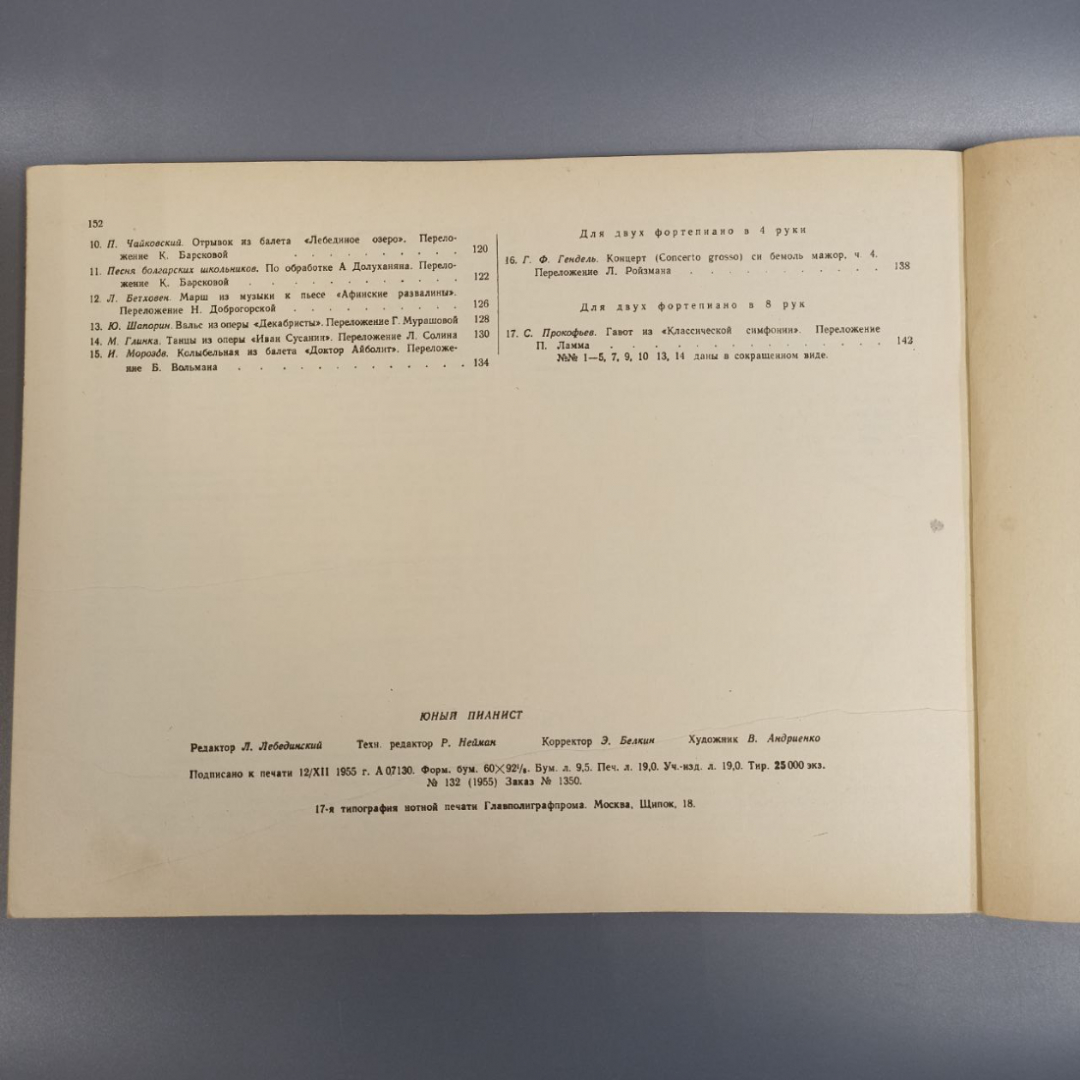 152
10. П. Чайковский. Отрывок из балета «Лебединое озеро». Перело-
жение К. Барсковой . . . . . . . . 120
11. Песня болгарских школьников. По обработке А Долуханяна. Перело-
жение К. Барсковой . . . . . . . . . . 122
12. Л. Бетховен. Марш из музыки к пьесе «Афинские развалины».
Переложение Н. Доброгорской . . . . . . . . 126
13. Ю. Шапорин. Вальс из оперы «Декабристы». Переложение Г. Мурашовой 128
14. М. Глинка. Танцы из оперы «Иван Сусанин». Переложение Л. Солина 130
15. И. Морозов. Колыбельная из балета «Доктор Айболит». Переложе-
ние Б. Вольмана . . . . . . . . . . . . 134
Для двух фортепиано в 4 руки
16. Г. Ф. Гендель. Концерт (Concerto grosso) си бемоль мажор, ч. 4.
Переложение Л. Ройзмана . . . . . . . . . 138
Для двух фортепиано в 8 рук
17. С. Прокофьев. Гавот из «Классической симфонии». Переложение
П. Ламма . . . . . . . . . . . . . 143
№№ 1—5, 7, 9, 10 13, 14 даны в сокращенном виде.
ЮНЫЙ ПИАНИСТ
Редактор Л. Лебединский Техн. редактор Р. Нейман Корректор Э. Белкин Художник В. Андриенко
Подписано к печати 12/XII 1955 г. А 07130. Форм. бум. 60×92¹/₈. Бум. л. 9,5. Печ. л. 19,0. Уч.-изд. л. 19,0. Тир. 25 000 экз.
№ 132 (1955) Заказ № 1350.
17-я типография нотной печати Главполиграфпрома. Москва, Щипок, 18.